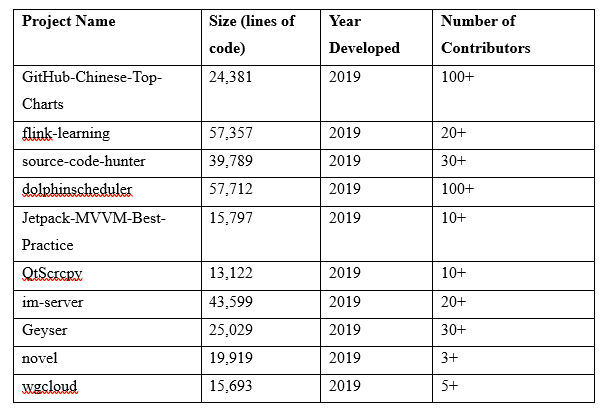 Project Name Size (lines of code) Year Developed Number of Contributors
GitHub-Chinese-Top-Charts 24,381 2019 100+
flink-learning 57,357 2019 20+
source-code-hunter 39,789 2019 30+
dolphinscheduler 57,712 2019 100+
Jetpack-MVVM-Best-Practice 15,797 2019 10+
QtScrcpy 13,122 2019 10+
im-server 43,599 2019 20+
Geyser 25,029 2019 30+
novel 19,919 2019 3+
wgcloud 15,693 2019 5+